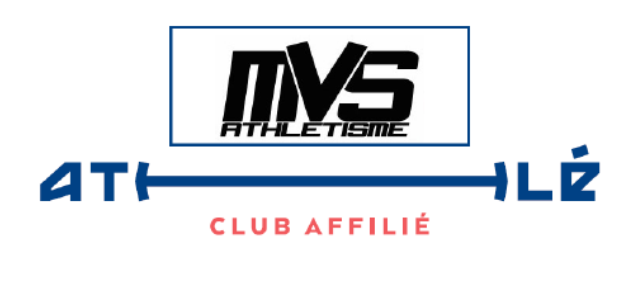 MVS
ATHLETISME
ATHLÉ
CLUB AFFILIÉ